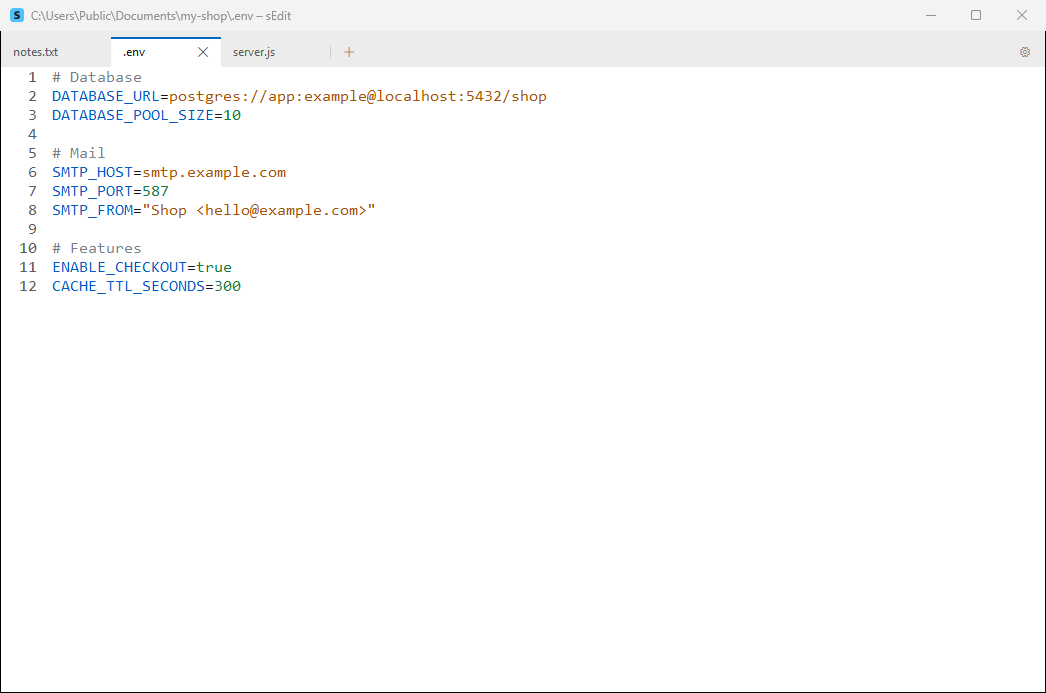 S C:\Users\Public\Documents\my-shop\.env – sEdit
notes.txt .env server.js
1 # Database
2 DATABASE_URL=postgres://app:example@localhost:5432/shop
3 DATABASE_POOL_SIZE=10
4
5 # Mail
6 SMTP_HOST=smtp.example.com
7 SMTP_PORT=587
8 SMTP_FROM="Shop <hello@example.com>"
9
10 # Features
11 ENABLE_CHECKOUT=true
12 CACHE_TTL_SECONDS=300